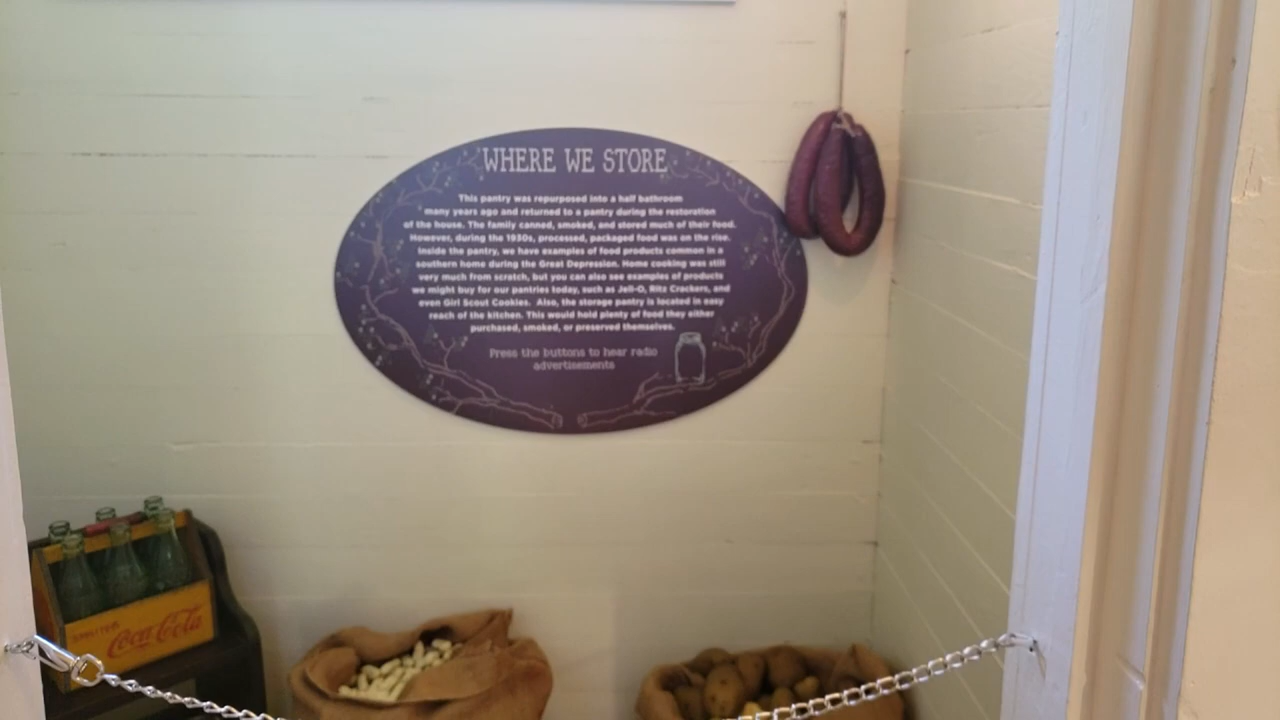 WHERE WE STORE
This pantry was repurposed into a half bathroom
many years ago and returned to a pantry during the restoration
of the house. The family canned, smoked, and stored much of their food.
However, during the 1930s, processed, packaged food was on the rise.
Inside the pantry, we have examples of food products common in a
southern home during the Great Depression. Home cooking was still
very much from scratch, but you can also see examples of products
we might buy for our pantries today, such as Jell-O, Ritz Crackers, and
even Girl Scout Cookies. Also, the storage pantry is located in easy
reach of the kitchen. This would hold plenty of food they either
purchased, smoked, or preserved themselves.
Press the buttons to hear radio
advertisements
Coca-Cola